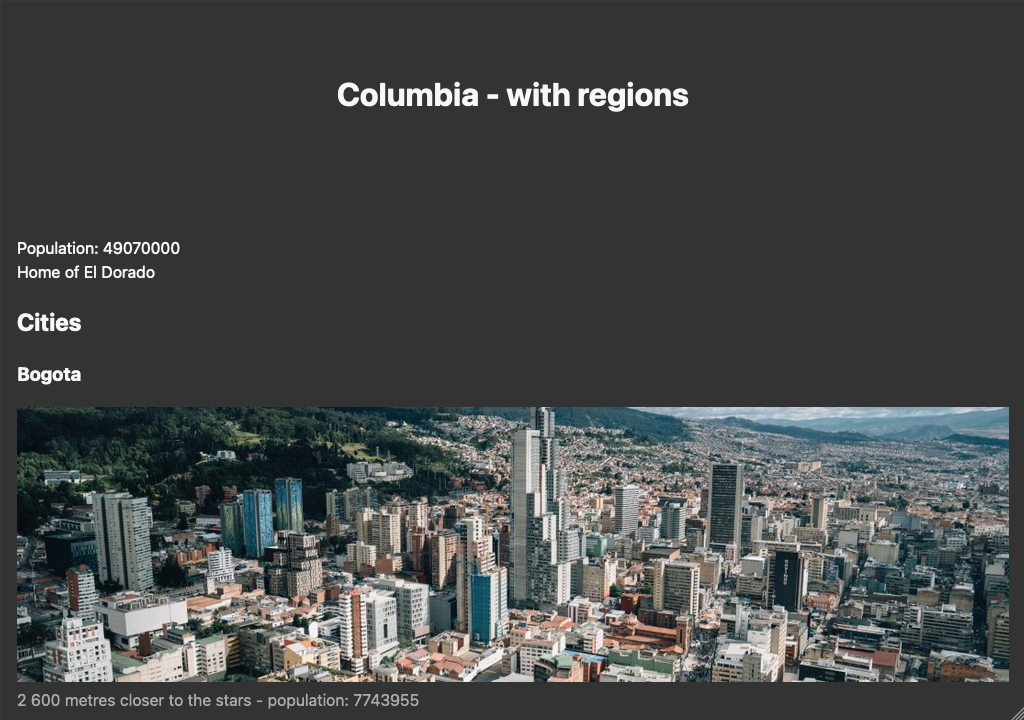 Columbia - with regions
Population: 49070000
Home of El Dorado
Cities
Bogota
2 600 metres closer to the stars - population: 7743955